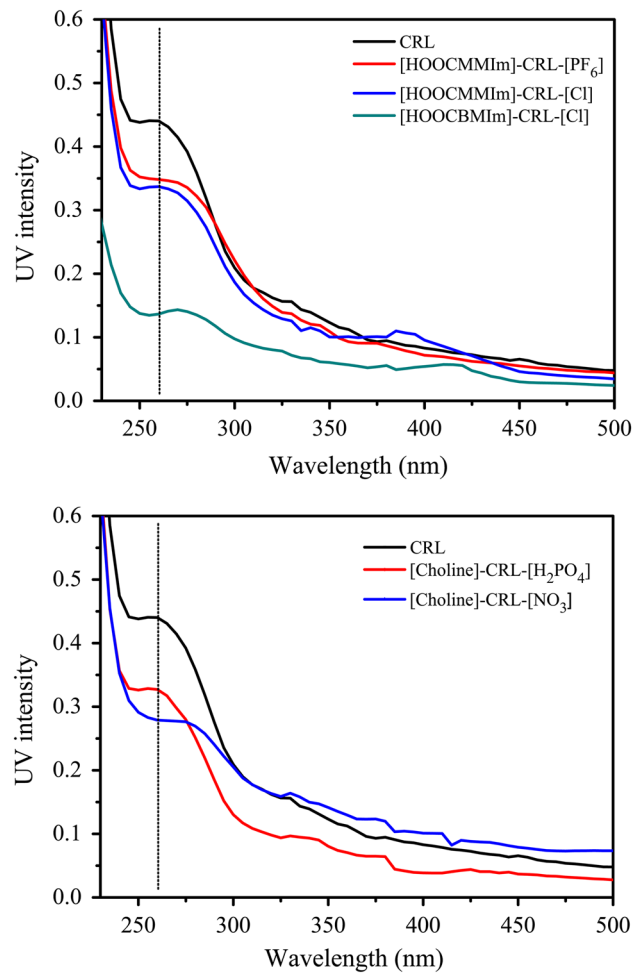 0.6
0.5
0.4
0.3
0.2
0.1
0.0
UV intensity
CRL
[HOOCMMIm]-CRL-[PF6]
[HOOCMMIm]-CRL-[Cl]
[HOOCBMIm]-CRL-[Cl]
250 300 350 400 450 500
Wavelength (nm)
0.6
0.5
0.4
0.3
0.2
0.1
0.0
UV intensity
CRL
[Choline]-CRL-[H2PO4]
[Choline]-CRL-[NO3]
250 300 350 400 450 500
Wavelength (nm)